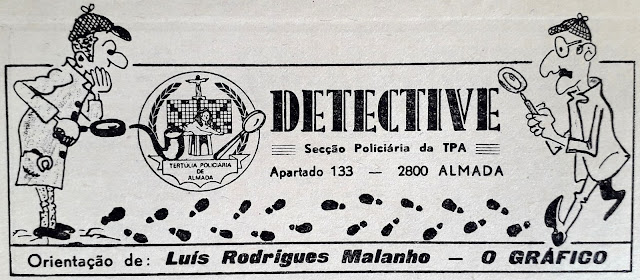 DETECTIVE
Secção Policiária da TPA
Apartado 133 — 2800 ALMADA
TERTÚLIA POLICIÁRIA
DE
ALMADA
Orientação de: Luís Rodrigues Malanho — O GRÁFICO